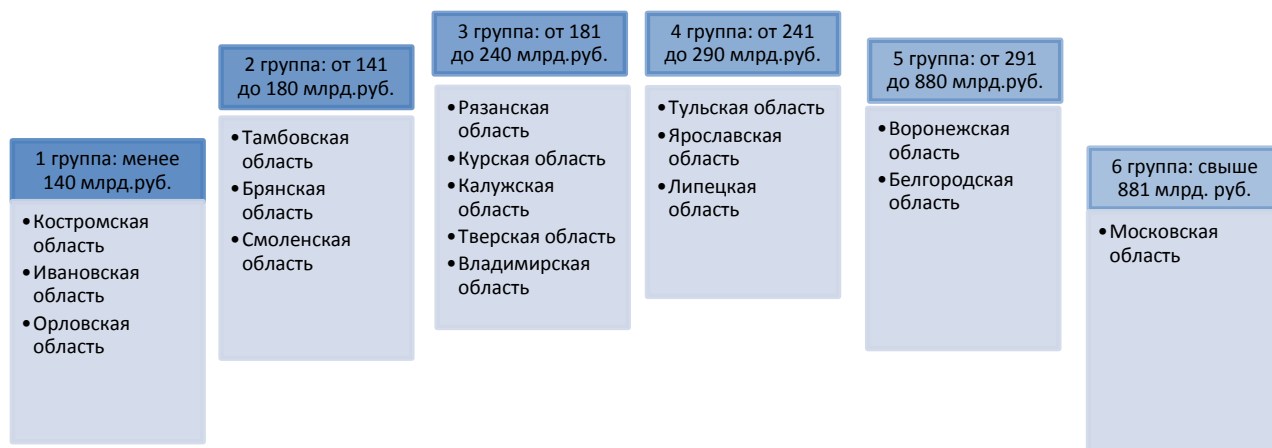 1 группа: менее
140 млрд.руб.
•Костромская
область
•Ивановская
область
•Орловская
область
2 группа: от 141
до 180 млрд.руб.
•Тамбовская
область
•Брянская
область
•Смоленская
область
3 группа: от 181
до 240 млрд.руб.
•Рязанская
область
•Курская область
•Калужская
область
•Тверская область
•Владимирская
область
4 группа: от 241
до 290 млрд.руб.
•Тульская область
•Ярославская
область
•Липецкая
область
5 группа: от 291
до 880 млрд.руб.
•Воронежская
область
•Белгородская
область
6 группа: свыше
881 млрд. руб.
•Московская
область